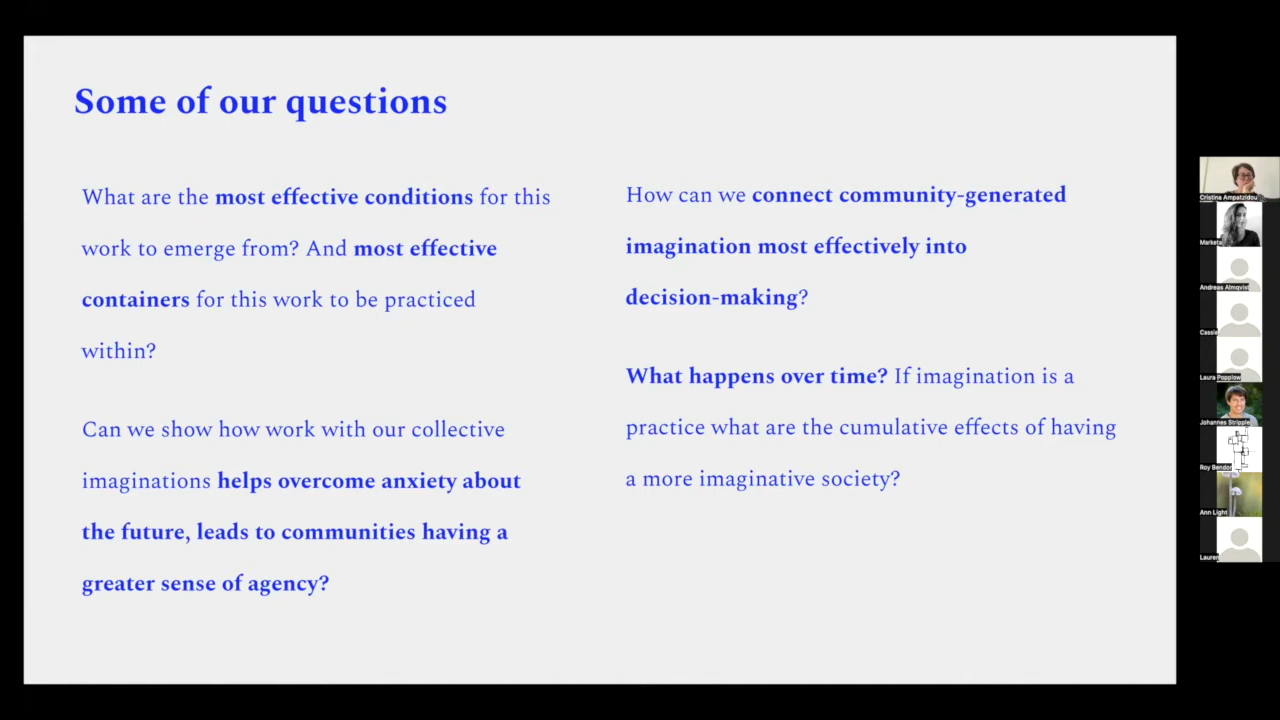 Some of our questions
What are the most effective conditions for this
work to emerge from? And most effective
containers for this work to be practiced
within?
Can we show how work with our collective
imaginations helps overcome anxiety about
the future, leads to communities having a
greater sense of agency?
How can we connect community-generated
imagination most effectively into
decision-making?
What happens over time? If imagination is a
practice what are the cumulative effects of having
a more imaginative society?
Cristina Ampatzidou
Marketa
Andreas Almqvist
Cassie
Laura Popplow
Johannes Stripple
Roy Bendor
Ann Light
Lauren